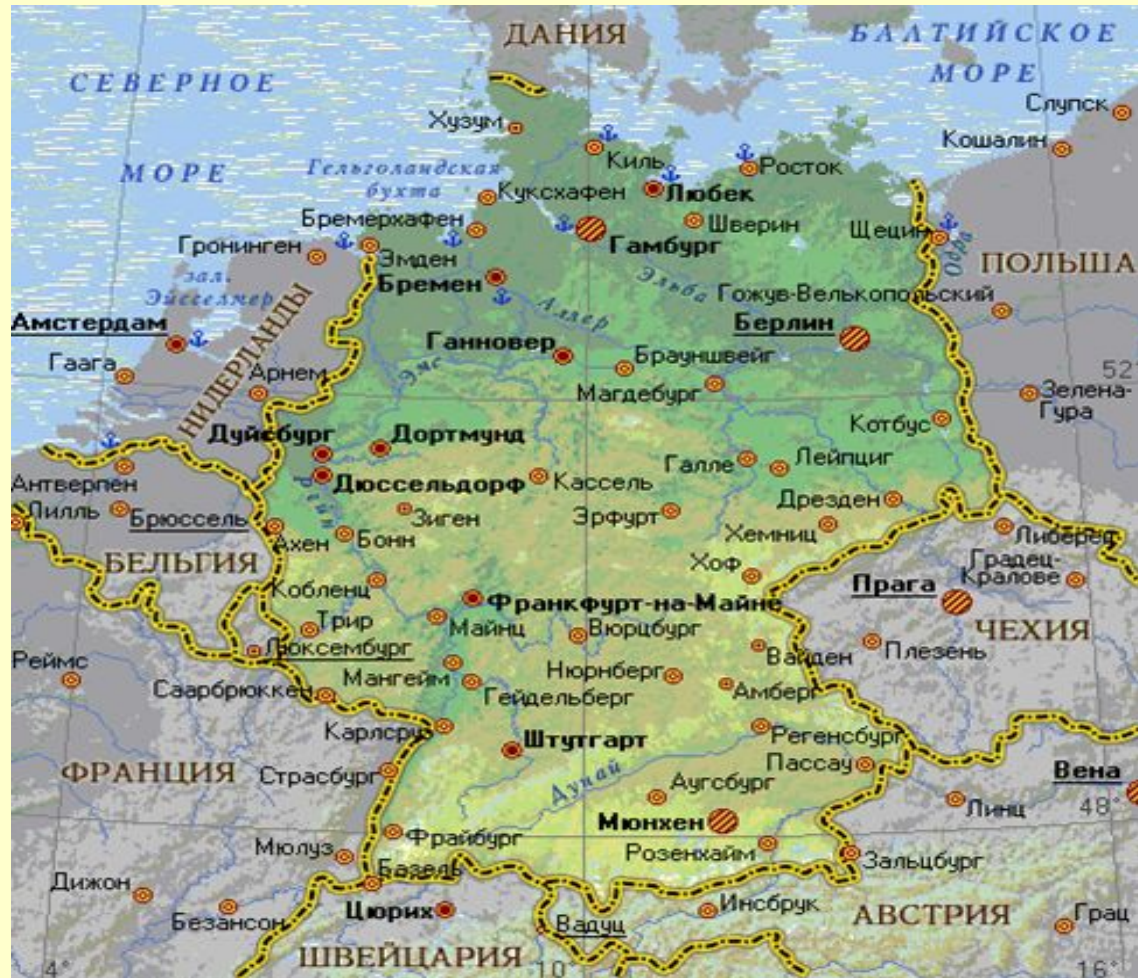 ДАНИЯ
БАЛТИЙСКОЕ
МОРЕ
СЕВЕРНОЕ
МОРЕ
Слупск
Хузум
Кошалин
Киль
Росток
Гельголандская
бухта
Куксхафен
Любек
Бремерхафен
Шверин
Гамбург
Щецин
Одра
Гронинген
Эмден
ПОЛЬША
зал.
Эйсселмер
Бремен
Эльба
Гожув-Велькопольский
Аллер
НИДЕРЛАНДЫ
Амстердам
Берлин
Ганновер
Брауншвейг
Гаага
Эмс
Арнем
Магдебург
52°
Зелена-
Гура
Котбус
Дуйсбург
Дортмунд
Галле
Лейпциг
Антверпен
Дюссельдорф
Кассель
Рейн
Дрезден
Лилль
Брюссель
Зиген
Эрфурт
Хемниц
Либерец
Ахен
Бонн
БЕЛЬГИЯ
Хоф
Градец-
Кралове
Кобленц
Прага
Франкфурт-на-Майне
Трир
Майнц
Вюрцбург
ЧЕХИЯ
Люксембург
Вайден
Плезень
Реймс
Мангейм
Нюрнберг
Саарбрюккен
Гейдельберг
Амберг
Карлсруэ
Штутгарт
Регенсбург
ФРАНЦИЯ
Страсбург
Дунай
Пассау
Аугсбург
Вена
Линц
48°
Мюнхен
Фрайбург
Мюлуз
Розенхайм
Зальцбург
Базель
Дижон
Безансон
Цюрих
Инсбрук
АВСТРИЯ
Вадуц
Грац
ШВЕЙЦАРИЯ
4°
10
16°